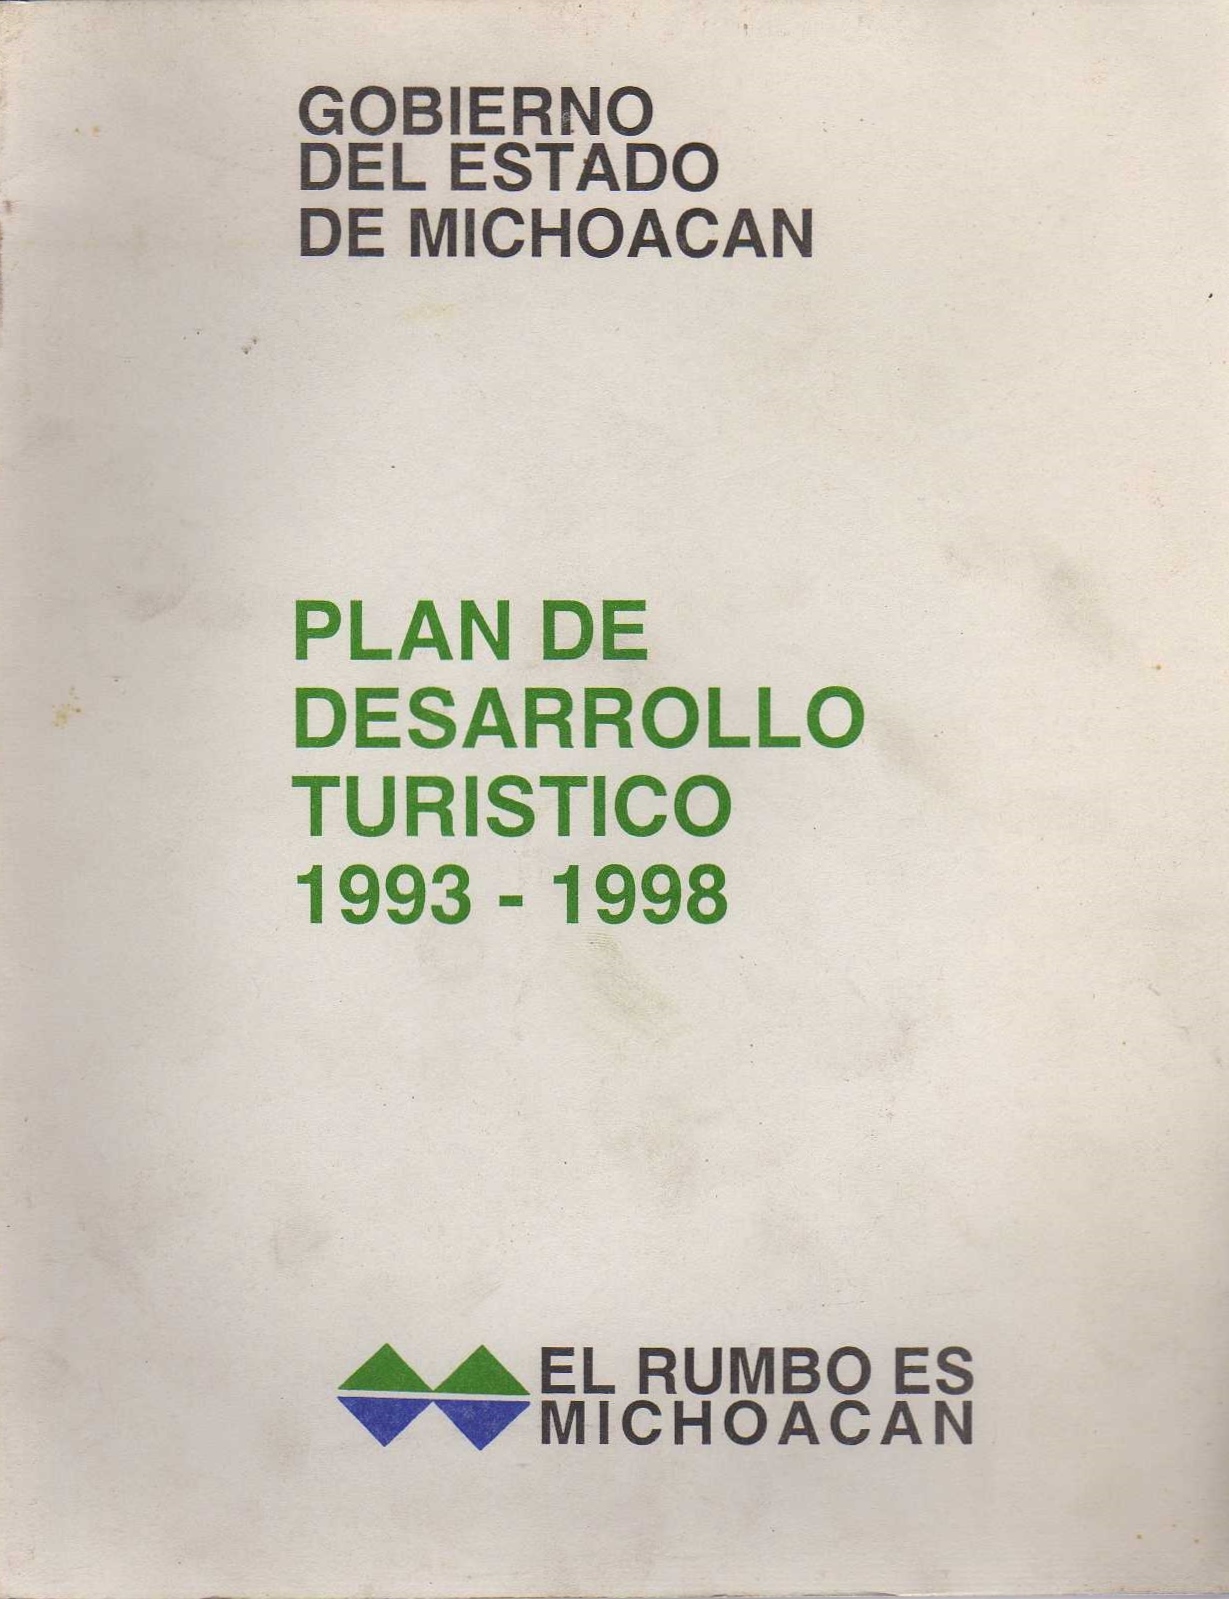 GOBIERNO
DEL ESTADO
DE MICHOACAN
PLAN DE
DESARROLLO
TURISTICO
1993 - 1998
EL RUMBO ES
MICHOACAN